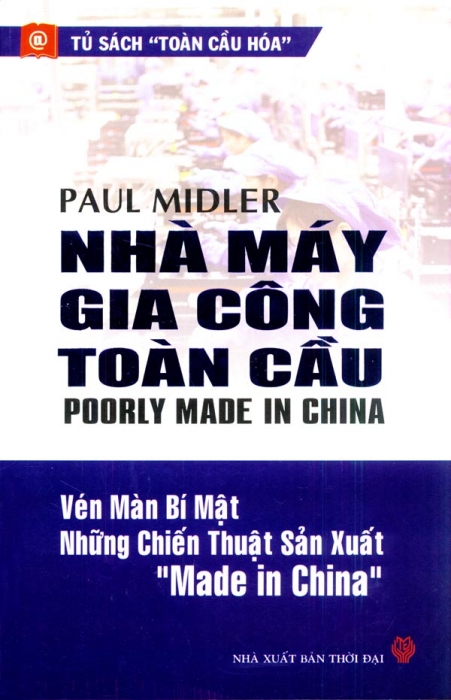 @ TỦ SÁCH "TOÀN CẦU HÓA"
PAUL MIDLER
NHÀ MÁY
GIA CÔNG
TOÀN CẦU
POORLY MADE IN CHINA
Vén Màn Bí Mật
Những Chiến Thuật Sản Xuất
"Made in China"
NHÀ XUẤT BẢN THỜI ĐẠI